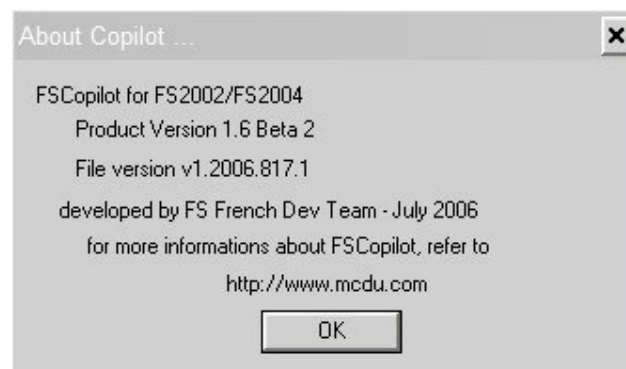 About Copilot ...
FSCopilot for FS2002/FS2004
Product Version 1.6 Beta 2
File version v1.2006.817.1
developed by FS French Dev Team - July 2006
for more informations about FSCopilot, refer to
http://www.mcdu.com
OK